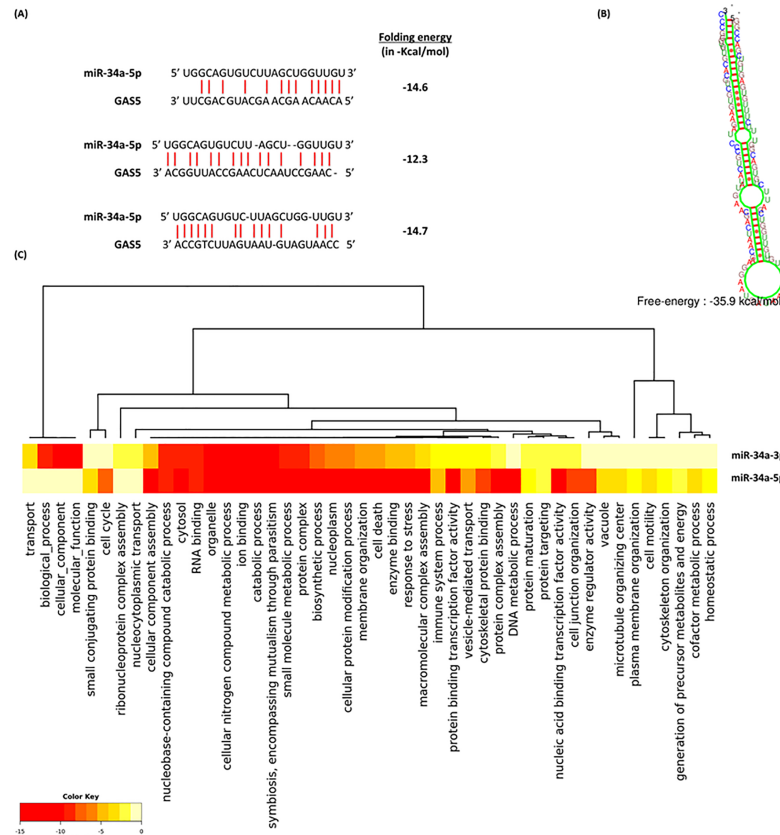 (A)
Folding energy
(in -Kcal/mol)
miR-34a-5p 5’ UGGCAGUGUCUUAGCUGGUUGU 3’
GAS5 3’ UUCGAC GUACGA ACGA ACAACA 5’
-14.6
miR-34a-5p 5’ UGGCAGUGUCUU -AGCU- -GGUUGU 3’
GAS5 3’ ACGGUUACCGAACUCAAUCCGAAC - 5’
-12.3
miR-34a-5p 5’ UGGCAGUGUC-UUAGCUGG-UUGU 3’
GAS5 3’ ACCGTCUUAGUAAU-GUAGUAACC 5’
-14.7
(B)
Free-energy : -35.9 kcal/mol
(C)
miR-34a-3p
miR-34a-5p
transport
biological_process
cellular_component
molecular_function
small conjugating protein binding
cell cycle
ribonucleoprotein complex assembly
nucleocytoplasmic transport
cellular component assembly
nucleobase-containing compound catabolic process
cytosol
RNA binding
organelle
cellular nitrogen compound metabolic process
ion binding
catabolic process
symbiosis, encompassing mutualism through parasitism
small molecule metabolic process
protein complex
biosynthetic process
nucleoplasm
cellular protein modification process
membrane organization
cell death
enzyme binding
response to stress
macromolecular complex assembly
immune system process
protein binding transcription factor activity
vesicle-mediated transport
cytoskeletal protein binding
protein complex assembly
DNA metabolic process
protein maturation
protein targeting
nucleic acid binding transcription factor activity
cell junction organization
enzyme regulator activity
vacuole
microtubule organizing center
plasma membrane organization
cell motility
cytoskeleton organization
generation of precursor metabolites and energy
cofactor metabolic process
homeostatic process
Color Key
-15 -10 -5 0